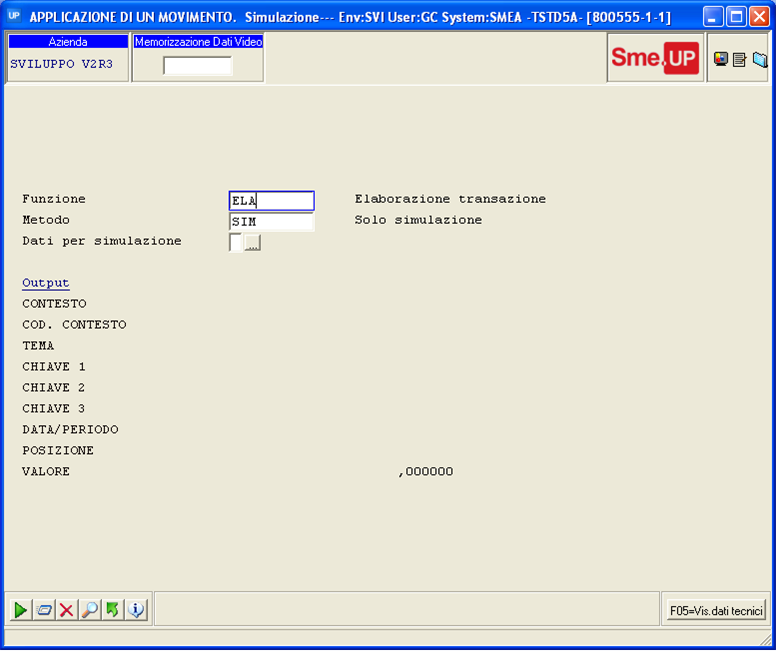 UP APPLICAZIONE DI UN MOVIMENTO. Simulazione--- Env:SVI User:GC System:SMEA -TSTD5A- [800555-1-1]
Azienda
Memorizzazione Dati Video
SVILUPPO V2R3
Sme.UP
Funzione ELA Elaborazione transazione
Metodo SIM Solo simulazione
Dati per simulazione ...
Output
CONTESTO
COD. CONTESTO
TEMA
CHIAVE 1
CHIAVE 2
CHIAVE 3
DATA/PERIODO
POSIZIONE
VALORE ,000000
F05=Vis.dati tecnici